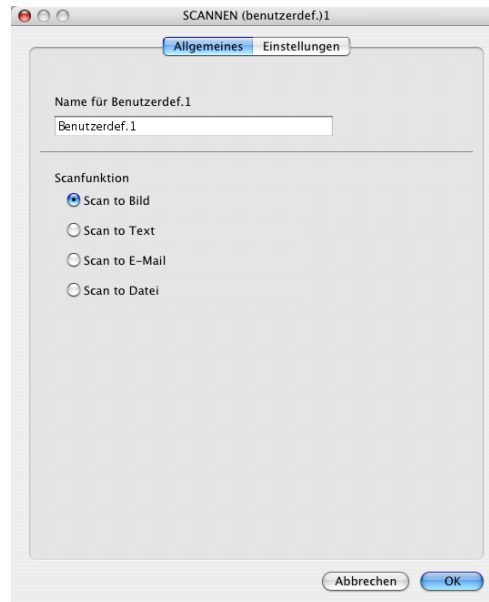 SCANNEN (benutzerdef.)1
Allgemeines Einstellungen
Name für Benutzerdef.1
Benutzerdef.1
Scanfunktion
Scan to Bild
Scan to Text
Scan to E-Mail
Scan to Datei
Abbrechen OK